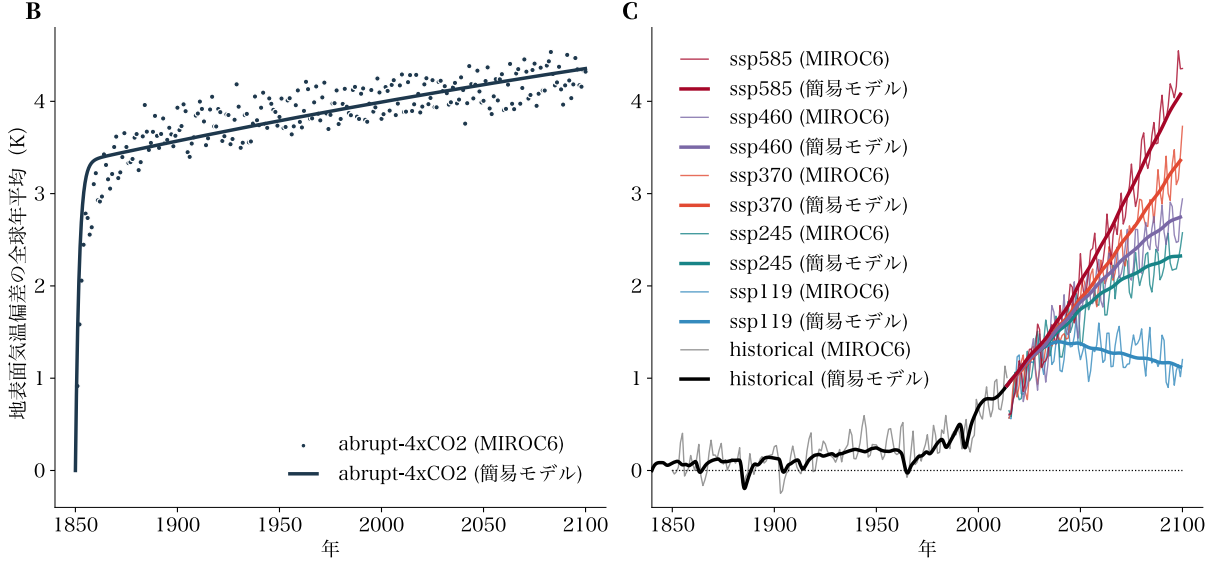 B
地表面気温偏差の全球年平均 (K)
4
3
2
1
0
abrupt-4xCO2 (MIROC6)
abrupt-4xCO2 (簡易モデル)
1850 1900 1950 2000 2050 2100
年
C
4
3
2
1
0
ssp585 (MIROC6)
ssp585 (簡易モデル)
ssp460 (MIROC6)
ssp460 (簡易モデル)
ssp370 (MIROC6)
ssp370 (簡易モデル)
ssp245 (MIROC6)
ssp245 (簡易モデル)
ssp119 (MIROC6)
ssp119 (簡易モデル)
historical (MIROC6)
historical (簡易モデル)
1850 1900 1950 2000 2050 2100
年